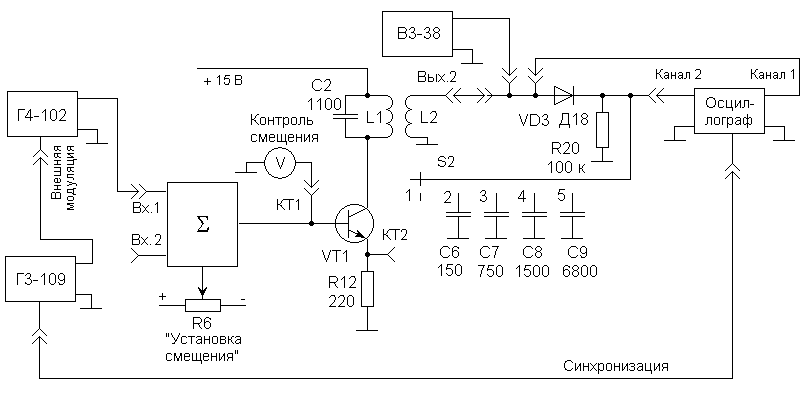 В3-38
+ 15 В
С2
1100
L1
L2
Вых.2
Канал 2
Канал 1
Осцил-
лограф
VD3
Д18
R20
100 к
Г4-102
Внешняя
модуляция
Контроль
смещения
V
КТ1
S2
1
2
3
4
5
С6
150
С7
750
С8
1500
С9
6800
Вх.1
Вх.2
Σ
VT1
КТ2
R12
220
Г3-109
+
-
R6
"Установка
смещения"
Синхронизация